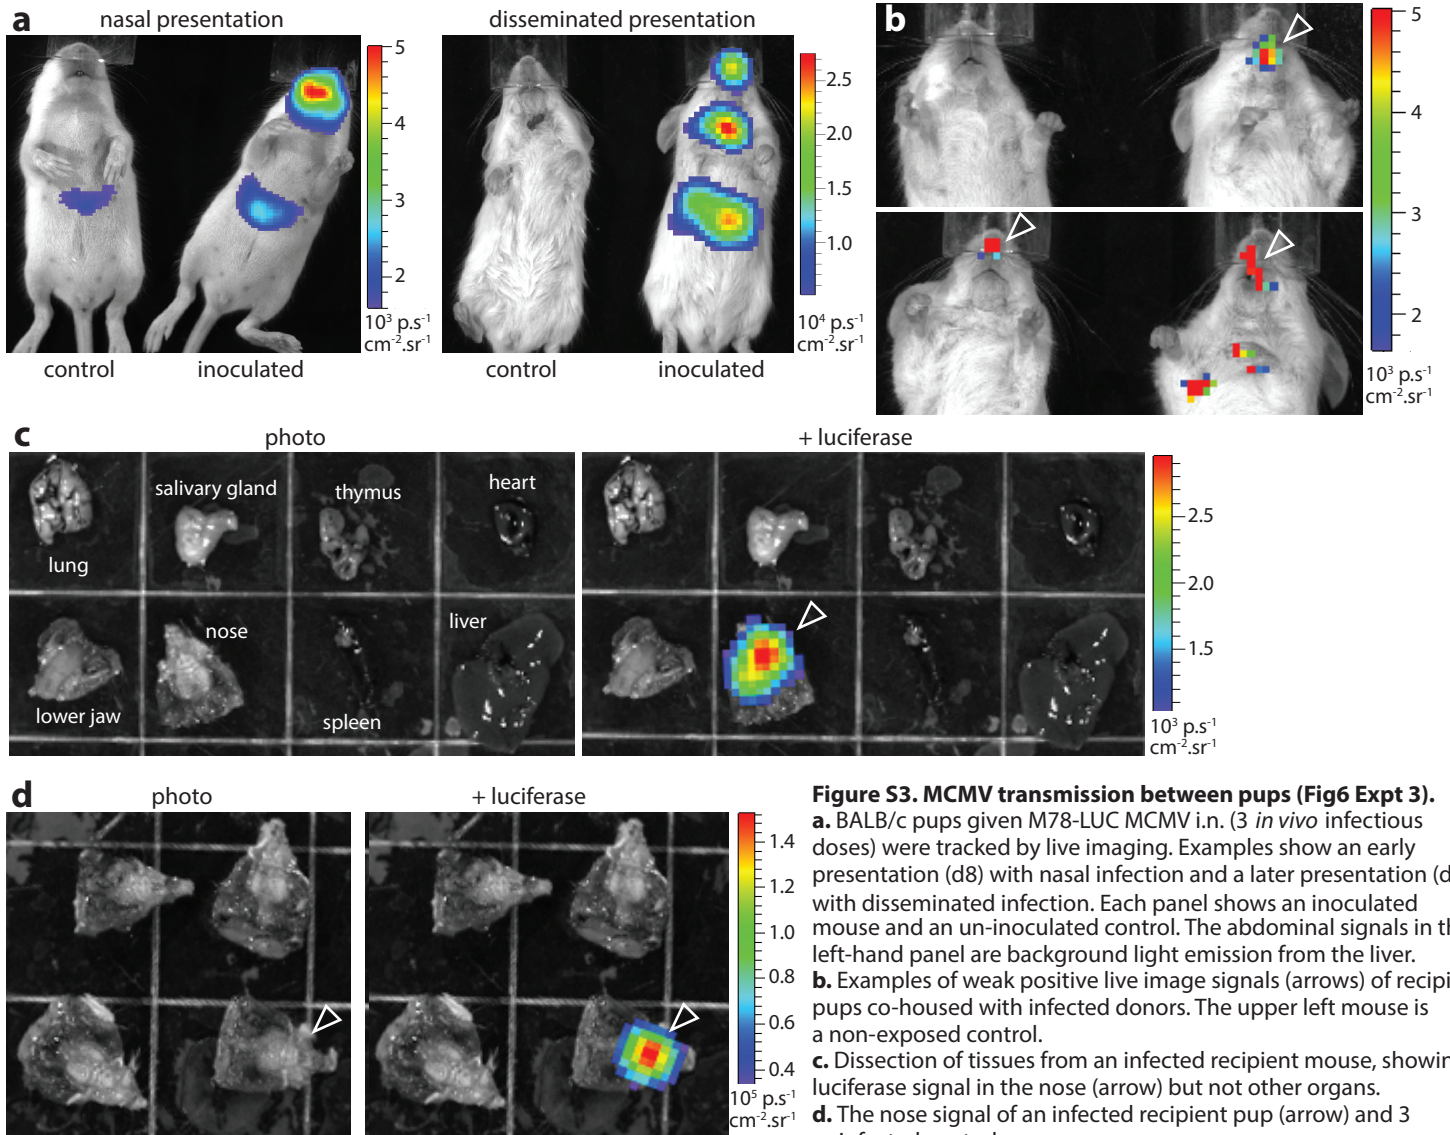 a
nasal presentation
disseminated presentation
5
4
3
2
10³ p.s⁻¹
cm⁻².sr⁻¹
control
inoculated
2.5
2.0
1.5
1.0
10⁴ p.s⁻¹
cm⁻².sr⁻¹
control
inoculated
b
5
4
3
2
10³ p.s⁻¹
cm⁻².sr⁻¹
c
photo
+ luciferase
salivary gland
thymus
heart
lung
nose
liver
lower jaw
spleen
2.5
2.0
1.5
10³ p.s⁻¹
cm⁻².sr⁻¹
d
photo
+ luciferase
1.4
1.2
1.0
0.8
0.6
0.4
10⁵ p.s⁻¹
cm⁻².sr⁻¹
Figure S3. MCMV transmission between pups (Fig6 Expt 3).
a. BALB/c pups given M78-LUC MCMV i.n. (3 in vivo infectious
doses) were tracked by live imaging. Examples show an early
presentation (d8) with nasal infection and a later presentation
with disseminated infection. Each panel shows an inoculated
mouse and an un-inoculated control. The abdominal signals in
left-hand panel are background light emission from the liver.
b. Examples of weak positive live image signals (arrows) of
pups co-housed with infected donors. The upper left mouse is
a non-exposed control.
c. Dissection of tissues from an infected recipient mouse,
luciferase signal in the nose (arrow) but not other organs.
d. The nose signal of an infected recipient pup (arrow) and 3